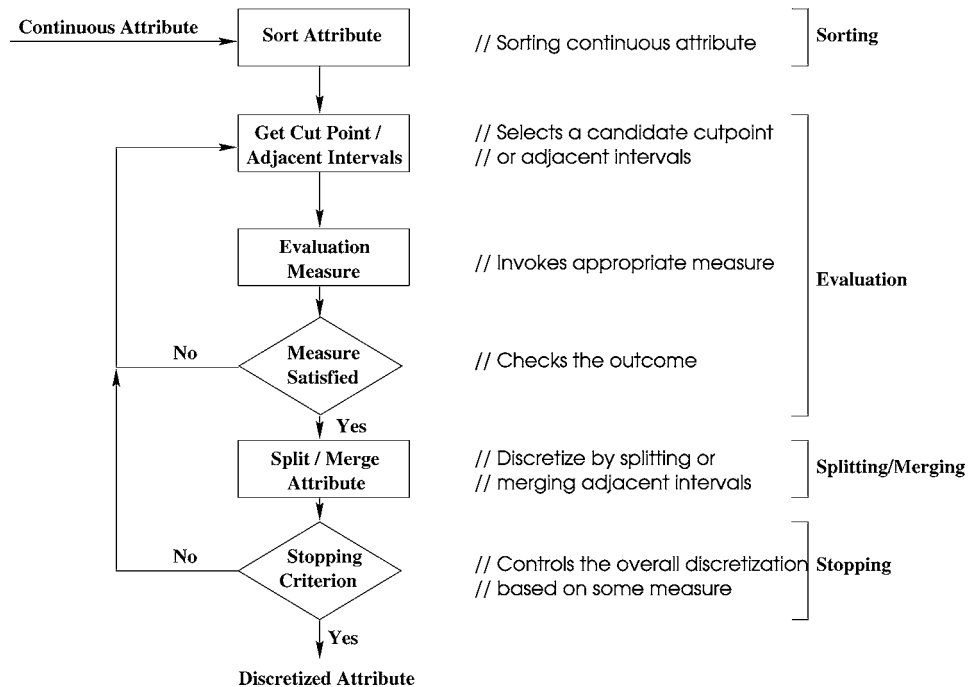 Continuous Attribute
Sort Attribute
// Sorting continuous attribute
Sorting
Get Cut Point /
Adjacent Intervals
// Selects a candidate cutpoint
// or adjacent intervals
Evaluation
Measure
// Invokes appropriate measure
Evaluation
No
Measure
Satisfied
// Checks the outcome
Yes
Split / Merge
Attribute
// Discretize by splitting or
// merging adjacent intervals
Splitting/Merging
No
Stopping
Criterion
// Controls the overall discretization
// based on some measure
Stopping
Yes
Discretized Attribute